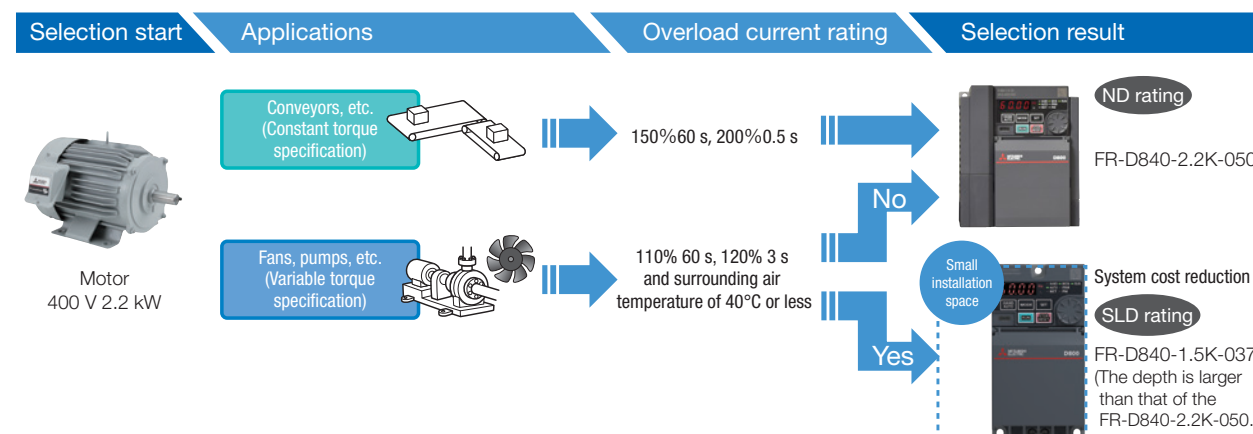 Selection start
Applications
Overload current rating
Selection result
Conveyors, etc.
(Constant torque
specification)
150%60 s, 200%0.5 s
ND rating
FR-D840-2.2K-050
No
Motor
400 V 2.2 kW
Fans, pumps, etc.
(Variable torque
specification)
110% 60 s, 120% 3 s
and surrounding air
temperature of 40°C or less
Yes
Small
installation
space
System cost reduction
SLD rating
FR-D840-1.5K-037
(The depth is larger
than that of the
FR-D840-2.2K-050.
D800
D800